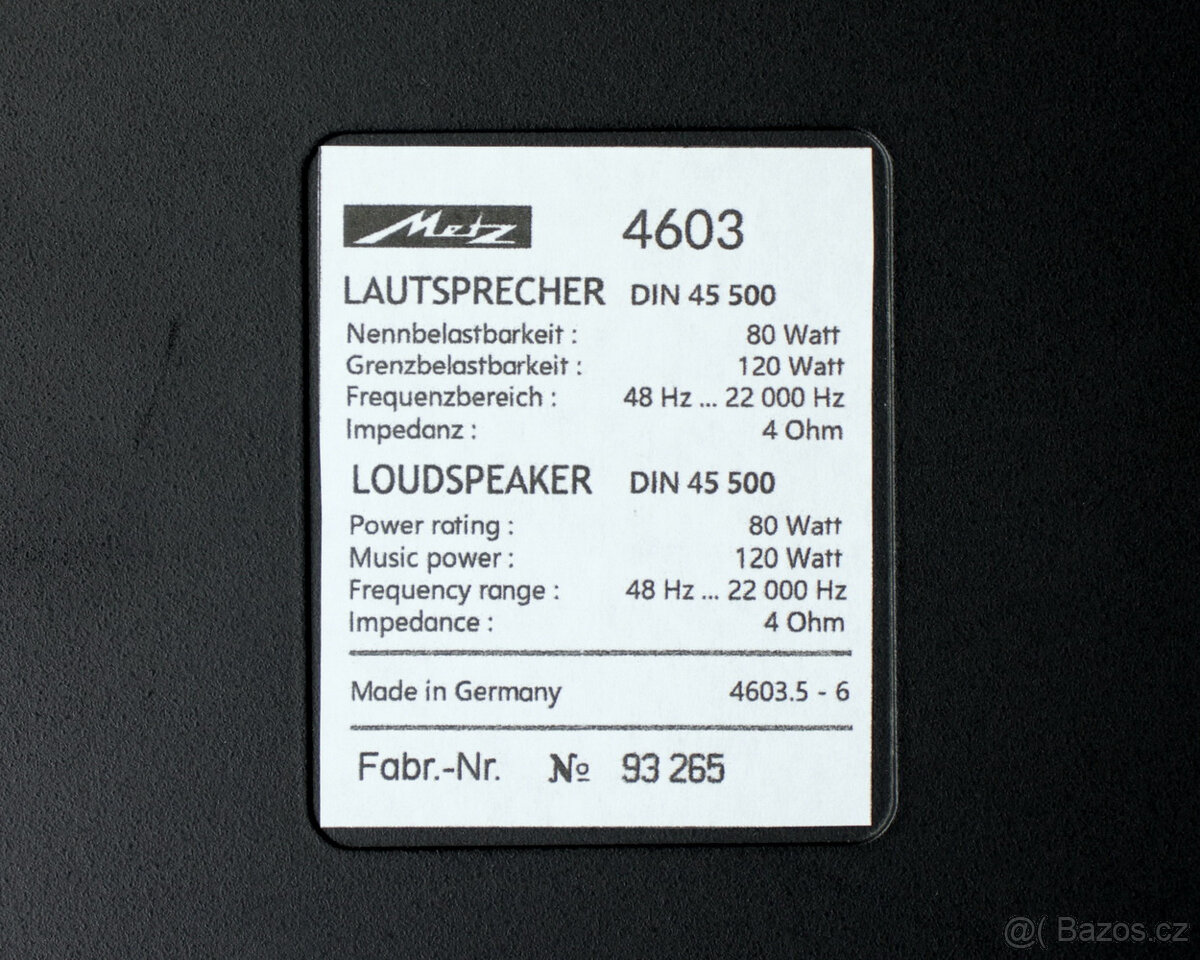 Metz 4603
LAUTSPRECHER DIN 45 500
Nennbelastbarkeit : 80 Watt
Grenzbelastbarkeit : 120 Watt
Frequenzbereich : 48 Hz ... 22 000 Hz
Impedanz : 4 Ohm
LOUDSPEAKER DIN 45 500
Power rating : 80 Watt
Music power : 120 Watt
Frequency range : 48 Hz ... 22 000 Hz
Impedance : 4 Ohm
Made in Germany 4603.5 - 6
Fabr.-Nr. № 93 265
@( Bazos.cz